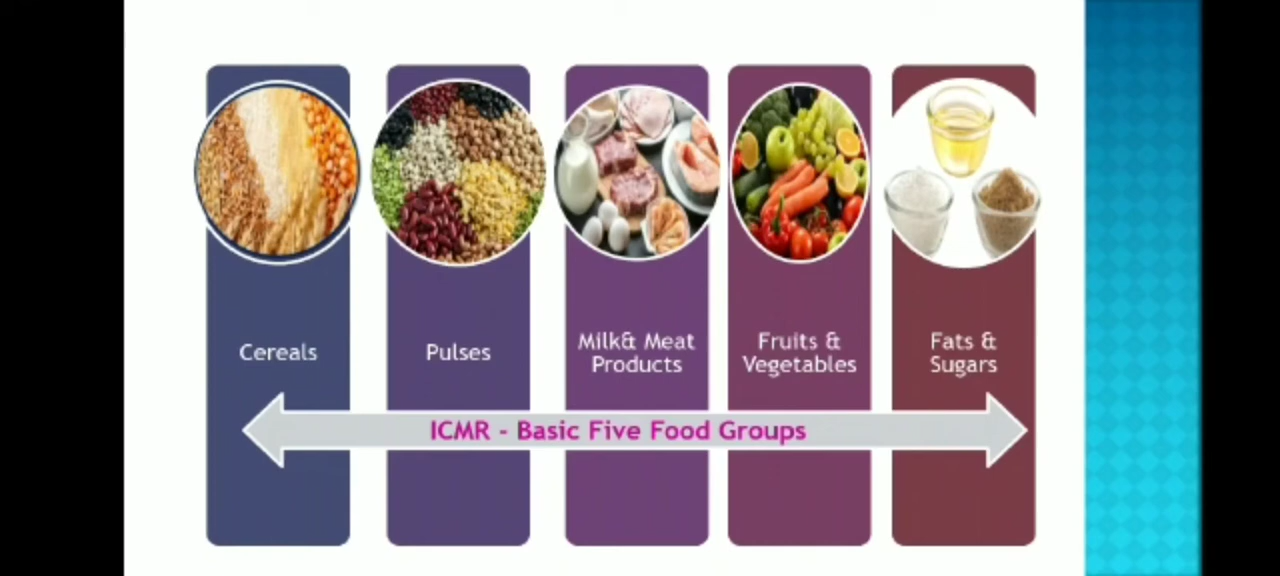 Cereals
Pulses
Milk& Meat
Products
Fruits &
Vegetables
Fats &
Sugars
ICMR - Basic Five Food Groups